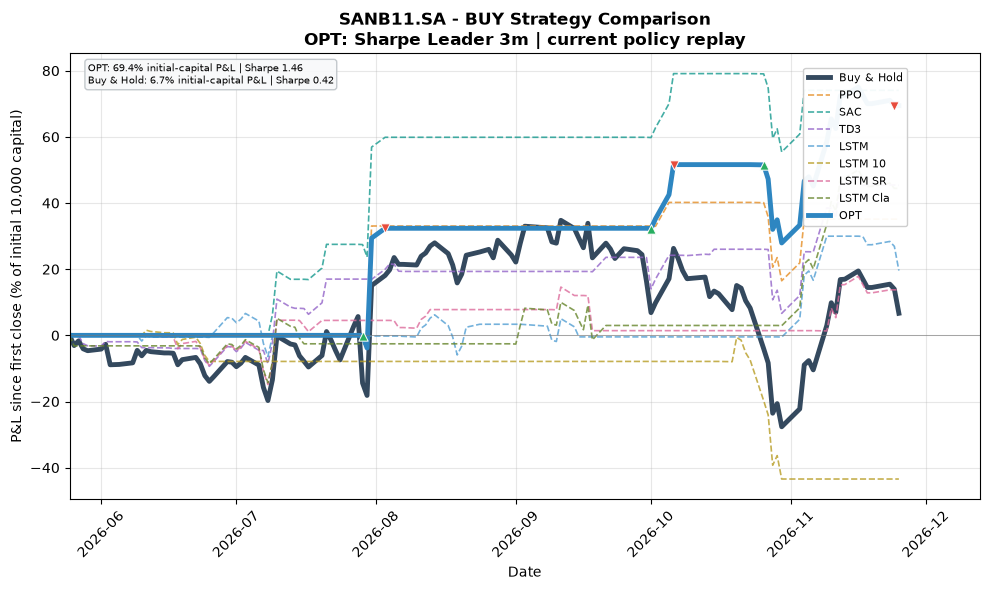 SANB11.SA - BUY Strategy Comparison
OPT: Sharpe Leader 3m | current policy replay
OPT: 69.4% initial-capital P&L | Sharpe 1.46
Buy & Hold: 6.7% initial-capital P&L | Sharpe 0.42
Buy & Hold
PPO
SAC
TD3
LSTM
LSTM 10
LSTM SR
LSTM Cla
OPT
P&L since first close (% of initial 10,000 capital)
80
60
40
20
0
−20
−40
2026-06
2026-07
2026-08
2026-09
2026-10
2026-11
2026-12
Date